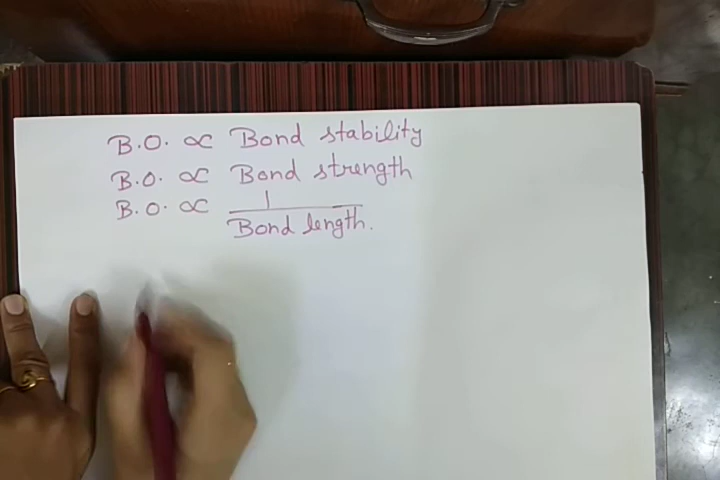 B.O. ∝ Bond stability
B.O. ∝ Bond strength
B.O. ∝ 1
Bond length.